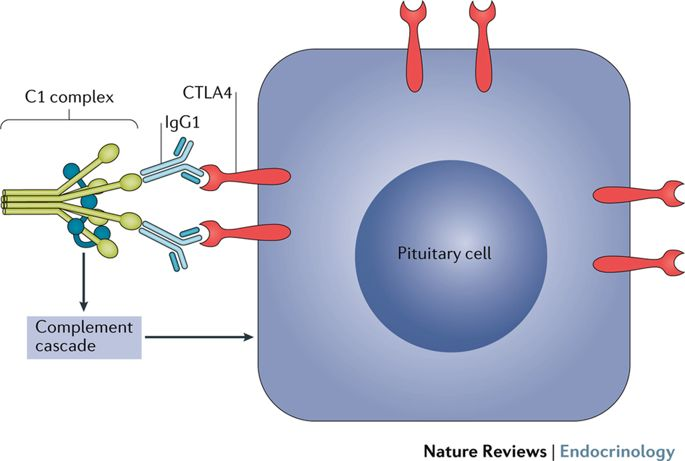 C1 complex
CTLA4
IgG1
Pituitary cell
Complement
cascade
Nature Reviews | Endocrinology